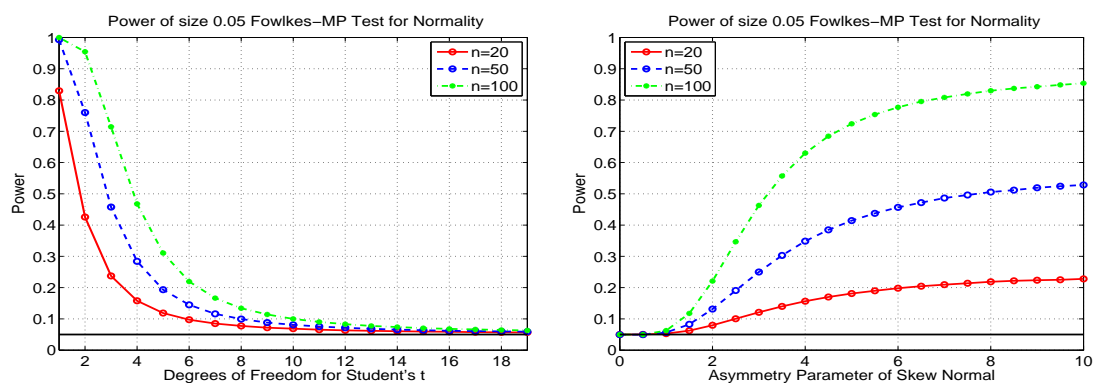 Power of size 0.05 Fowlkes−MP Test for Normality
1
0.9
0.8
0.7
0.6
0.5
0.4
0.3
0.2
0.1
0
Power
n=20
n=50
n=100
2 4 6 8 10 12 14 16 18
Degrees of Freedom for Student's t
Power of size 0.05 Fowlkes−MP Test for Normality
1
0.9
0.8
0.7
0.6
0.5
0.4
0.3
0.2
0.1
0
Power
n=20
n=50
n=100
0 2 4 6 8 10
Asymmetry Parameter of Skew Normal